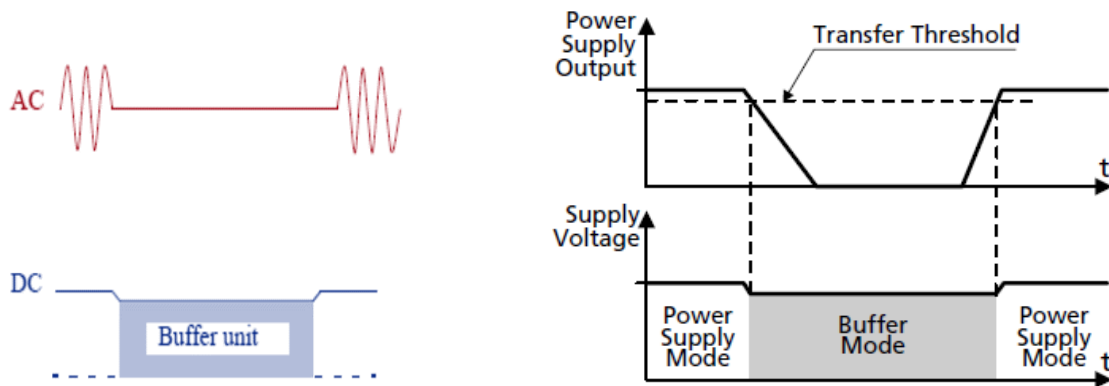 AC
DC
Buffer unit
Power
Supply
Output
Transfer Threshold
t
Supply
Voltage
Power
Supply
Mode
Buffer
Mode
Power
Supply
Mode
t